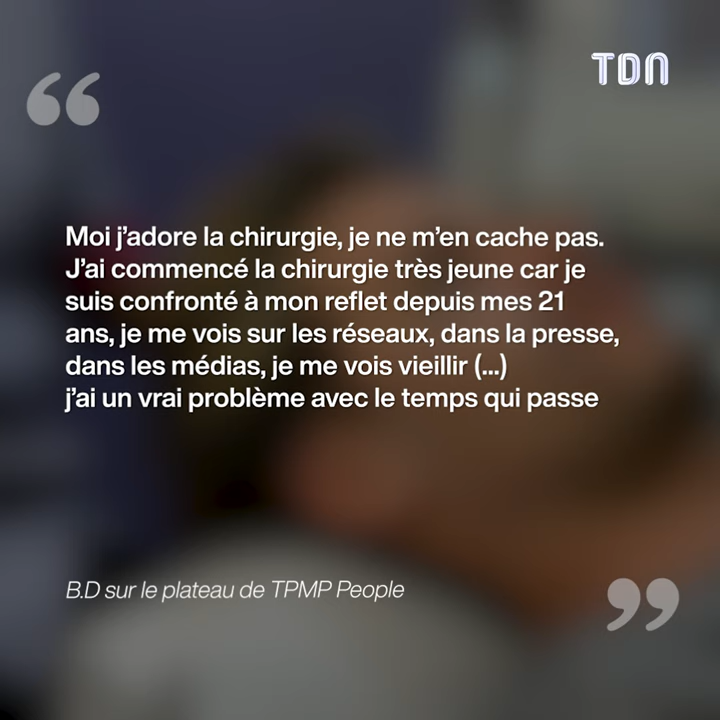 TDN
“
Moi j’adore la chirurgie, je ne m’en cache pas.
J’ai commencé la chirurgie très jeune car je
suis confronté à mon reflet depuis mes 21
ans, je me vois sur les réseaux, dans la presse,
dans les médias, je me vois vieillir (...)
j’ai un vrai problème avec le temps qui passe
B.D sur le plateau de TPMP People
”